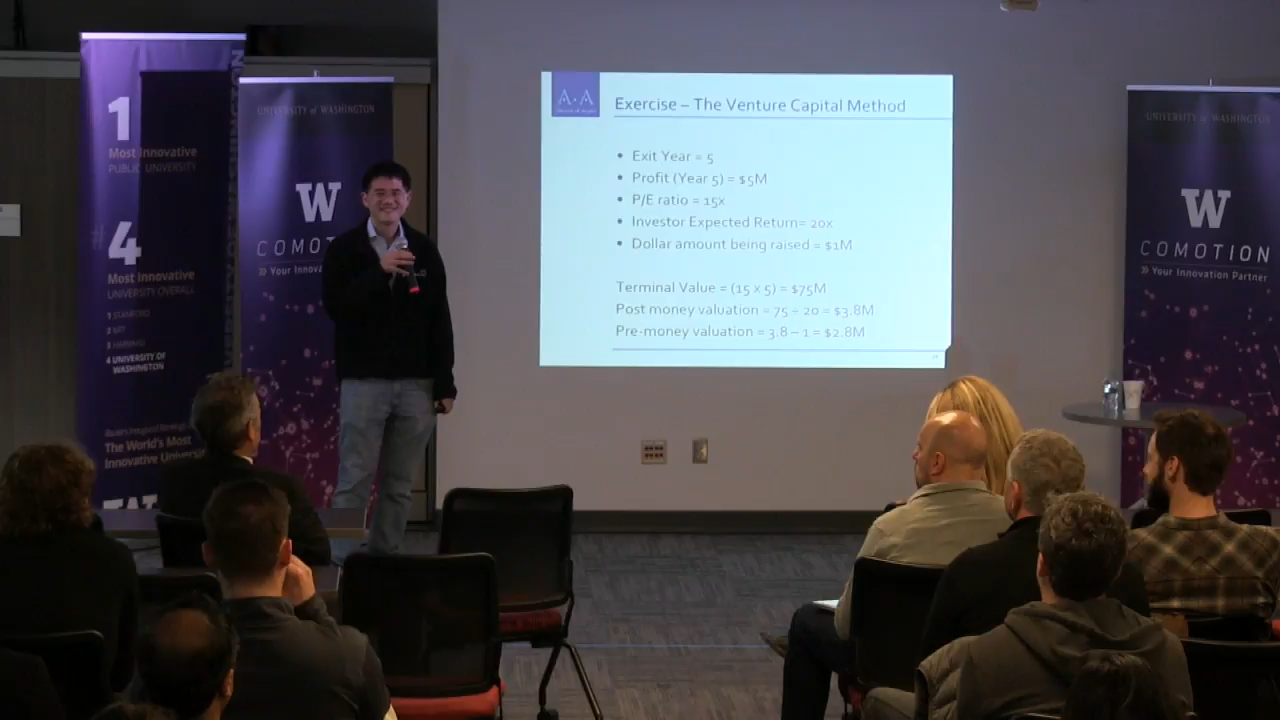 1
Most Innovative
PUBLIC UNIVERSITY
#4
Most Innovative
UNIVERSITY OVERALL
1 STANFORD
2 MIT
3 HARVARD
4 UNIVERSITY OF
WASHINGTON
The World's Most
UNIVERSITY of WASHINGTON
W
COMOT
Your Innova
A·A
Exercise – The Venture Capital Method
• Exit Year = 5
• Profit (Year 5) = $5M
• P/E ratio = 15x
• Investor Expected Return= 20x
• Dollar amount being raised = $1M
Terminal Value = (15 x 5) = $75M
Post money valuation = 75 ÷ 20 = $3.8M
Pre-money valuation = 3.8 – 1 = $2.8M
UNIVERSITY of WASHINGTON
W
COMOTION
Your Innovation Partner